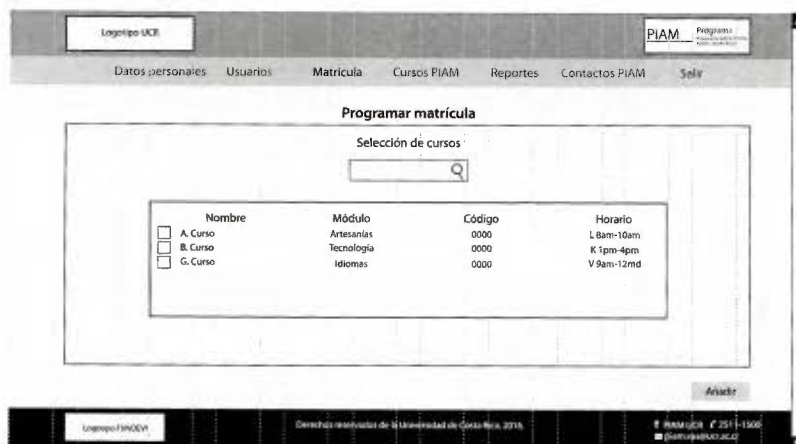 Logotipo UCR
PiAM Programa
Datos personales Usuarios Matrícula Cursos PIAM Reportes Contactos PIAM Salir
Programar matrícula
Selección de cursos
Nombre Módulo Código Horario
A. Curso Artesanías 0000 L 8am-10am
B. Curso Tecnología 0000 K 1pm-4pm
G. Curso Idiomas 0000 V 9am-12md
Añadir
Derechos reservados de la Universidad de Costa Rica, 2016.
PIAM UCR 2511-1500
Logotipo